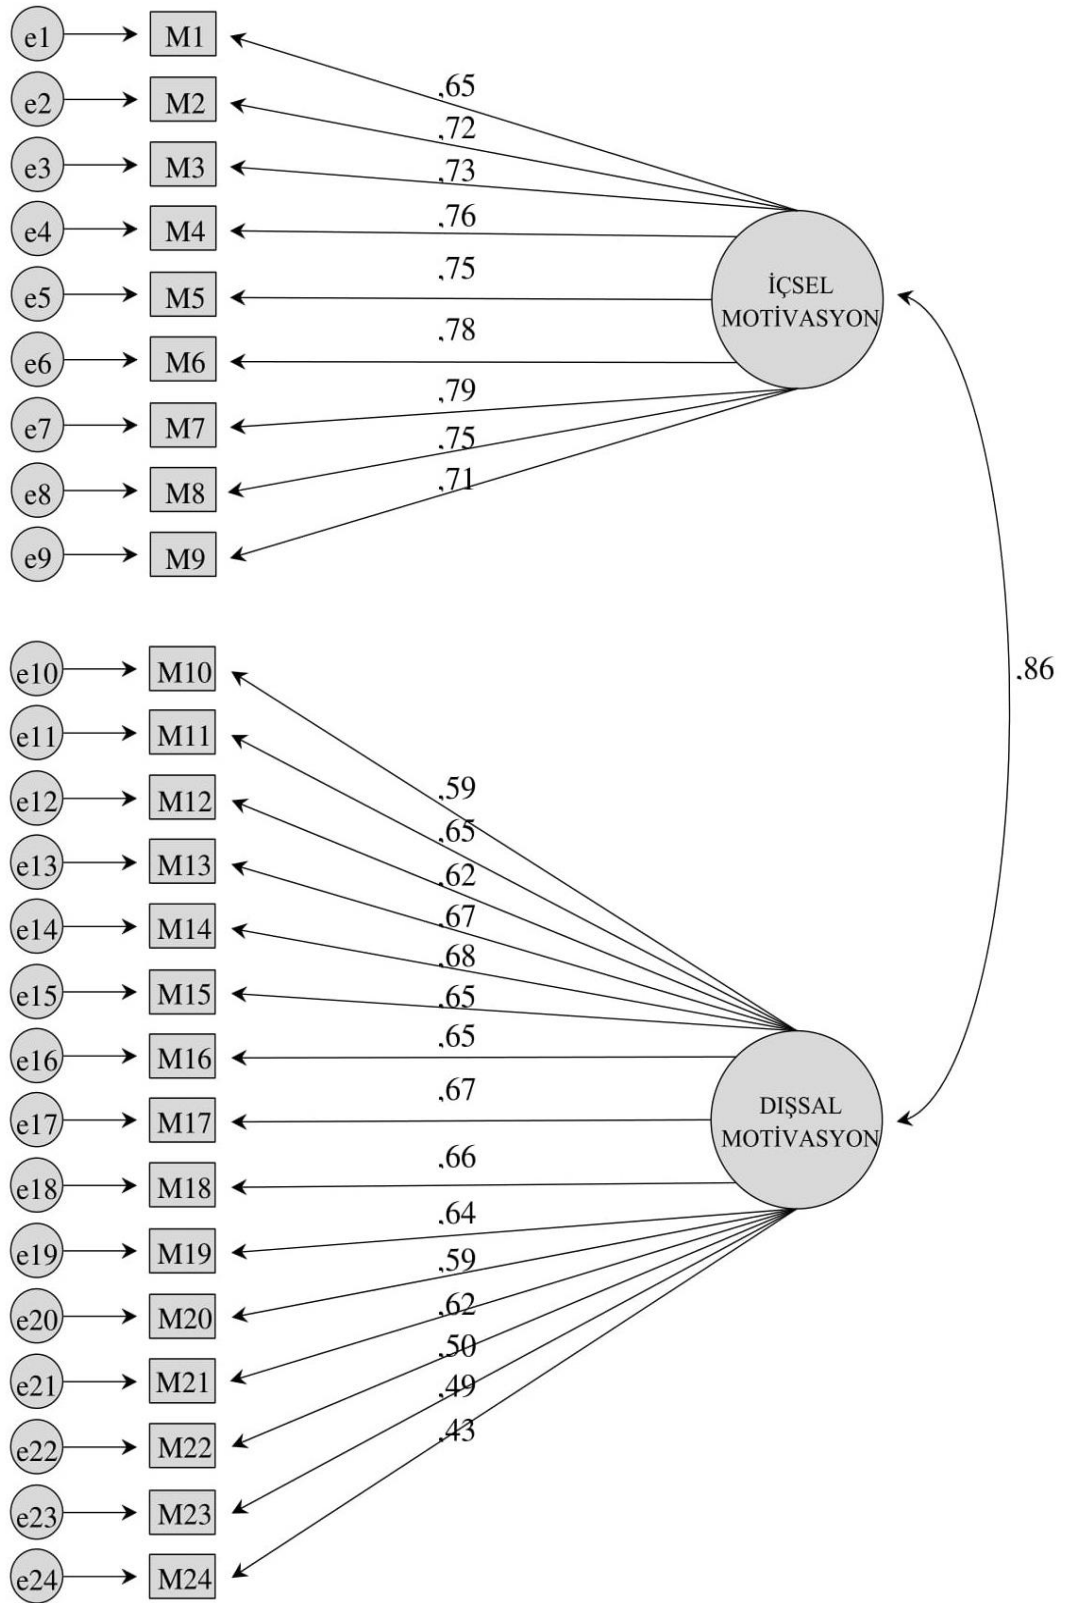 e1 M1
,65
e2 M2
,72
e3 M3
,73
e4 M4
,76
e5 M5
,75
İÇSEL
MOTİVASYON
e6 M6
,78
e7 M7
,79
e8 M8
,75
e9 M9
,71
,86
e10 M10
,59
e11 M11
,65
e12 M12
,62
e13 M13
,67
e14 M14
,68
e15 M15
,65
e16 M16
,65
e17 M17
,67
DIŞSAL
MOTİVASYON
e18 M18
,66
e19 M19
,64
e20 M20
,59
e21 M21
,62
e22 M22
,50
e23 M23
,49
e24 M24
,43